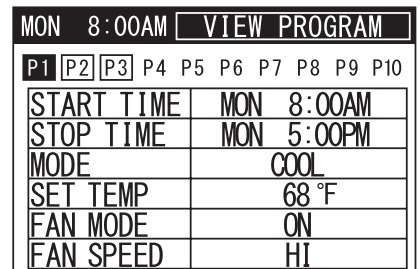 MON 8:00AM VIEW PROGRAM
P1 P2 P3 P4 P5 P6 P7 P8 P9 P10
START TIME MON 8:00AM
STOP TIME MON 5:00PM
MODE COOL
SET TEMP 68°F
FAN MODE ON
FAN SPEED HI